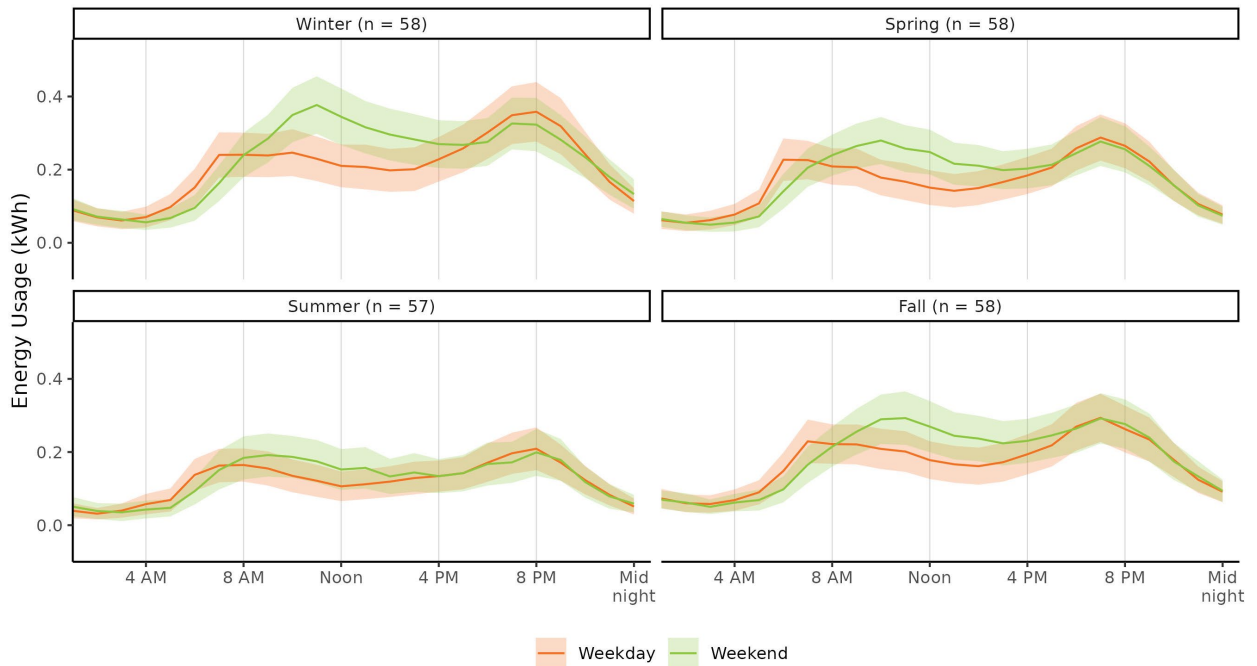 Winter (n = 58)
Spring (n = 58)
0.4
0.2
0.0
Energy Usage (kWh)
Summer (n = 57)
Fall (n = 58)
0.4
0.2
0.0
4 AM
8 AM
Noon
4 PM
8 PM
Mid
night
4 AM
8 AM
Noon
4 PM
8 PM
Mid
night
Weekday
Weekend